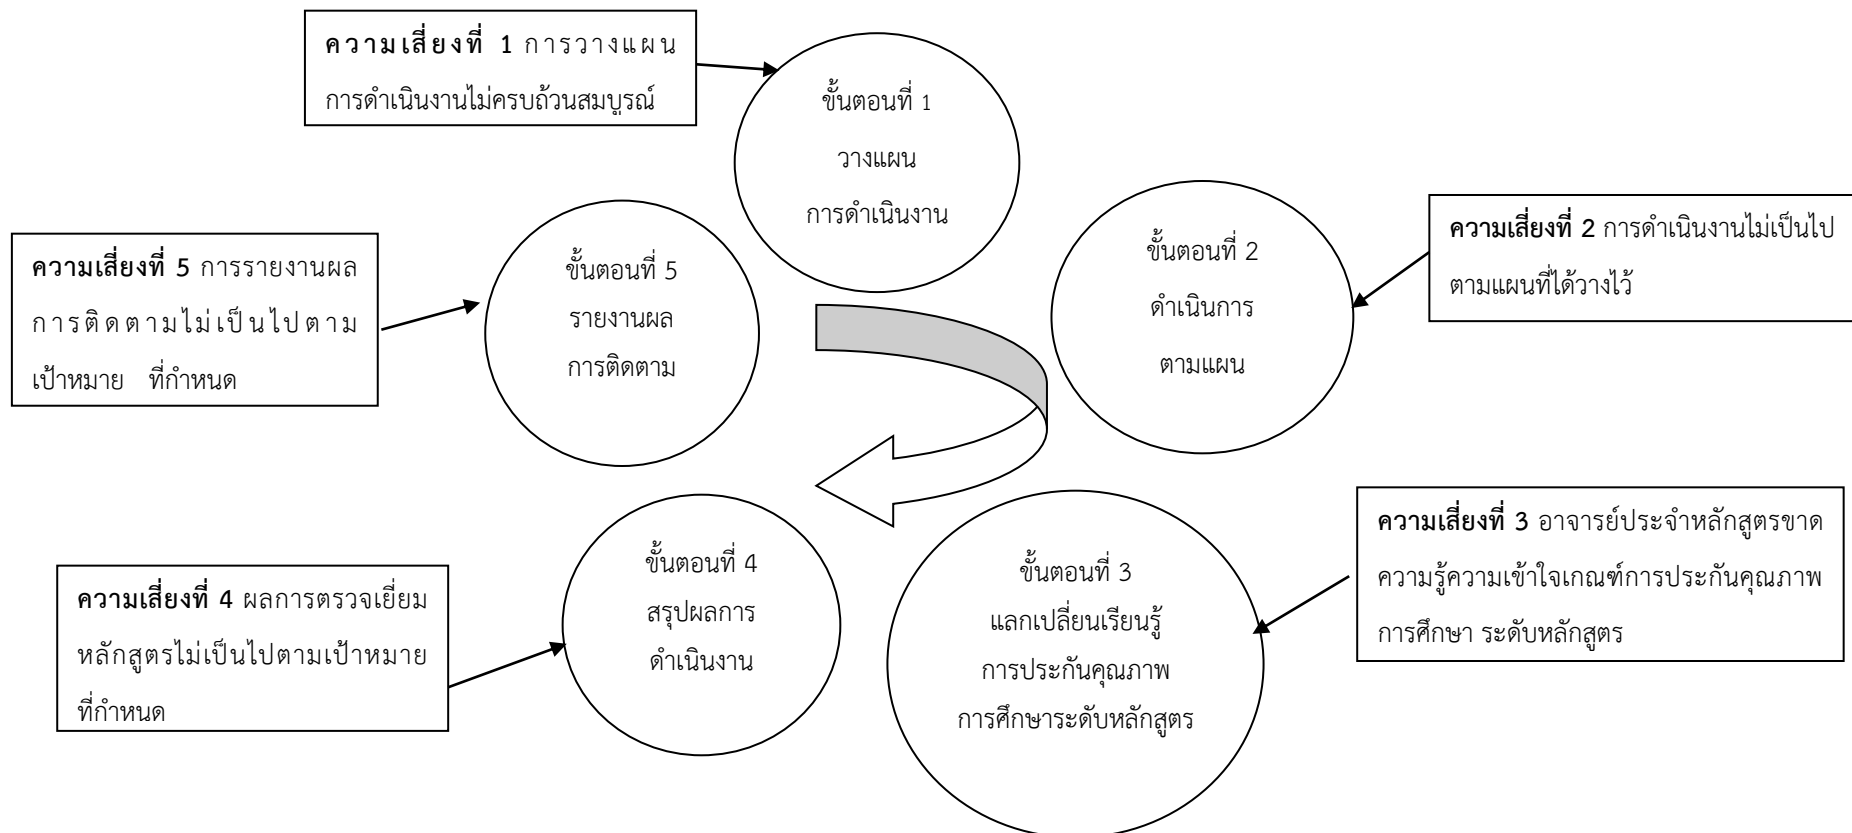 ความเสี่ยงที่ 1 การวางแผน
การดำเนินงานไม่ครบถ้วนสมบูรณ์
ขั้นตอนที่ 1
วางแผน
การดำเนินงาน
ความเสี่ยงที่ 2 การดำเนินงานไม่เป็นไป
ตามแผนที่ได้วางไว้
ขั้นตอนที่ 2
ดำเนินการ
ตามแผน
ความเสี่ยงที่ 5 การรายงานผล
การติดตามไม่เป็นไปตาม
เป้าหมาย ที่กำหนด
ขั้นตอนที่ 5
รายงานผล
การติดตาม
ความเสี่ยงที่ 3 อาจารย์ประจำหลักสูตรขาด
ความรู้ความเข้าใจเกณฑ์การประกันคุณภาพ
การศึกษา ระดับหลักสูตร
ขั้นตอนที่ 3
แลกเปลี่ยนเรียนรู้
การประกันคุณภาพ
การศึกษาระดับหลักสูตร
ความเสี่ยงที่ 4 ผลการตรวจเยี่ยม
หลักสูตรไม่เป็นไปตามเป้าหมาย
ที่กำหนด
ขั้นตอนที่ 4
สรุปผลการ
ดำเนินงาน